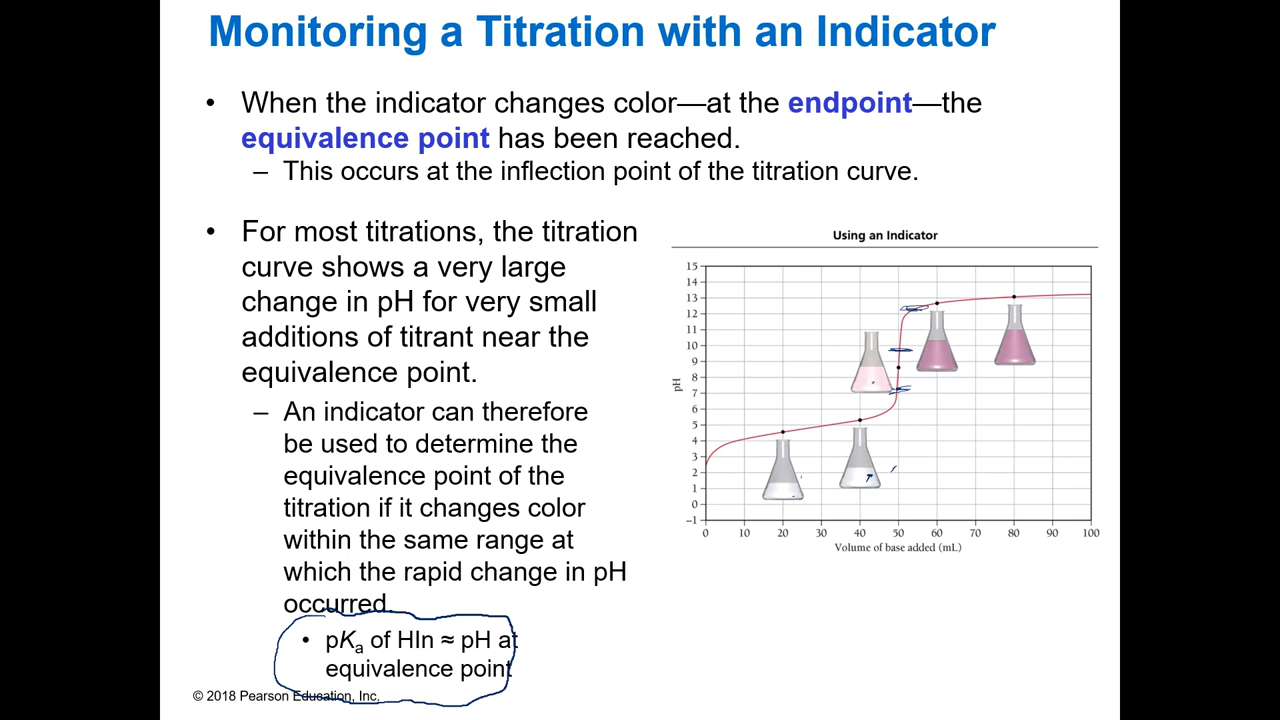 Monitoring a Titration with an Indicator
• When the indicator changes color—at the endpoint—the
equivalence point has been reached.
– This occurs at the inflection point of the titration curve.
• For most titrations, the titration
curve shows a very large
change in pH for very small
additions of titrant near the
equivalence point.
– An indicator can therefore
be used to determine the
equivalence point of the
titration if it changes color
within the same range at
which the rapid change in pH
occurred.
• pKa of HIn ≈ pH at
equivalence point
Using an Indicator
15
14
13
12
11
10
9
8
7
6
5
4
3
2
1
0
–1
pH
0 10 20 30 40 50 60 70 80 90 100
Volume of base added (mL)
© 2018 Pearson Education, Inc.